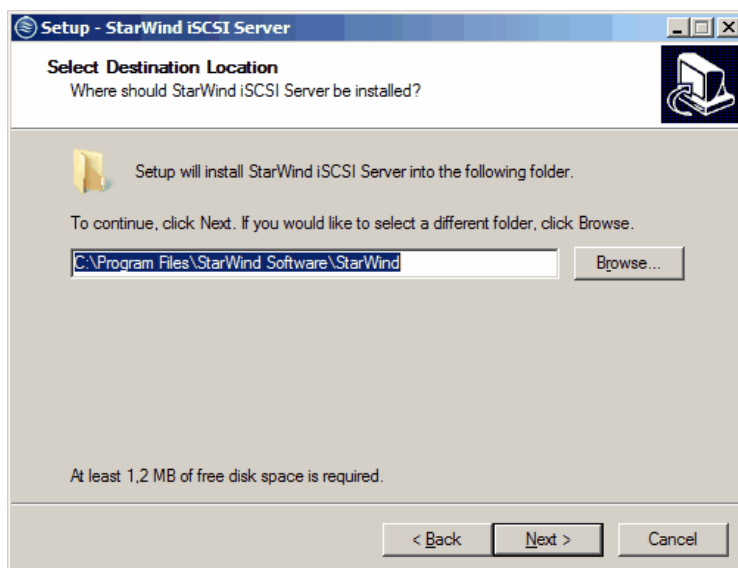 Setup - StarWind iSCSI Server
Select Destination Location
Where should StarWind iSCSI Server be installed?
Setup will install StarWind iSCSI Server into the following folder.
To continue, click Next. If you would like to select a different folder, click Browse.
C:\Program Files\StarWind Software\StarWind
Browse...
At least 1,2 MB of free disk space is required.
< Back
Next >
Cancel